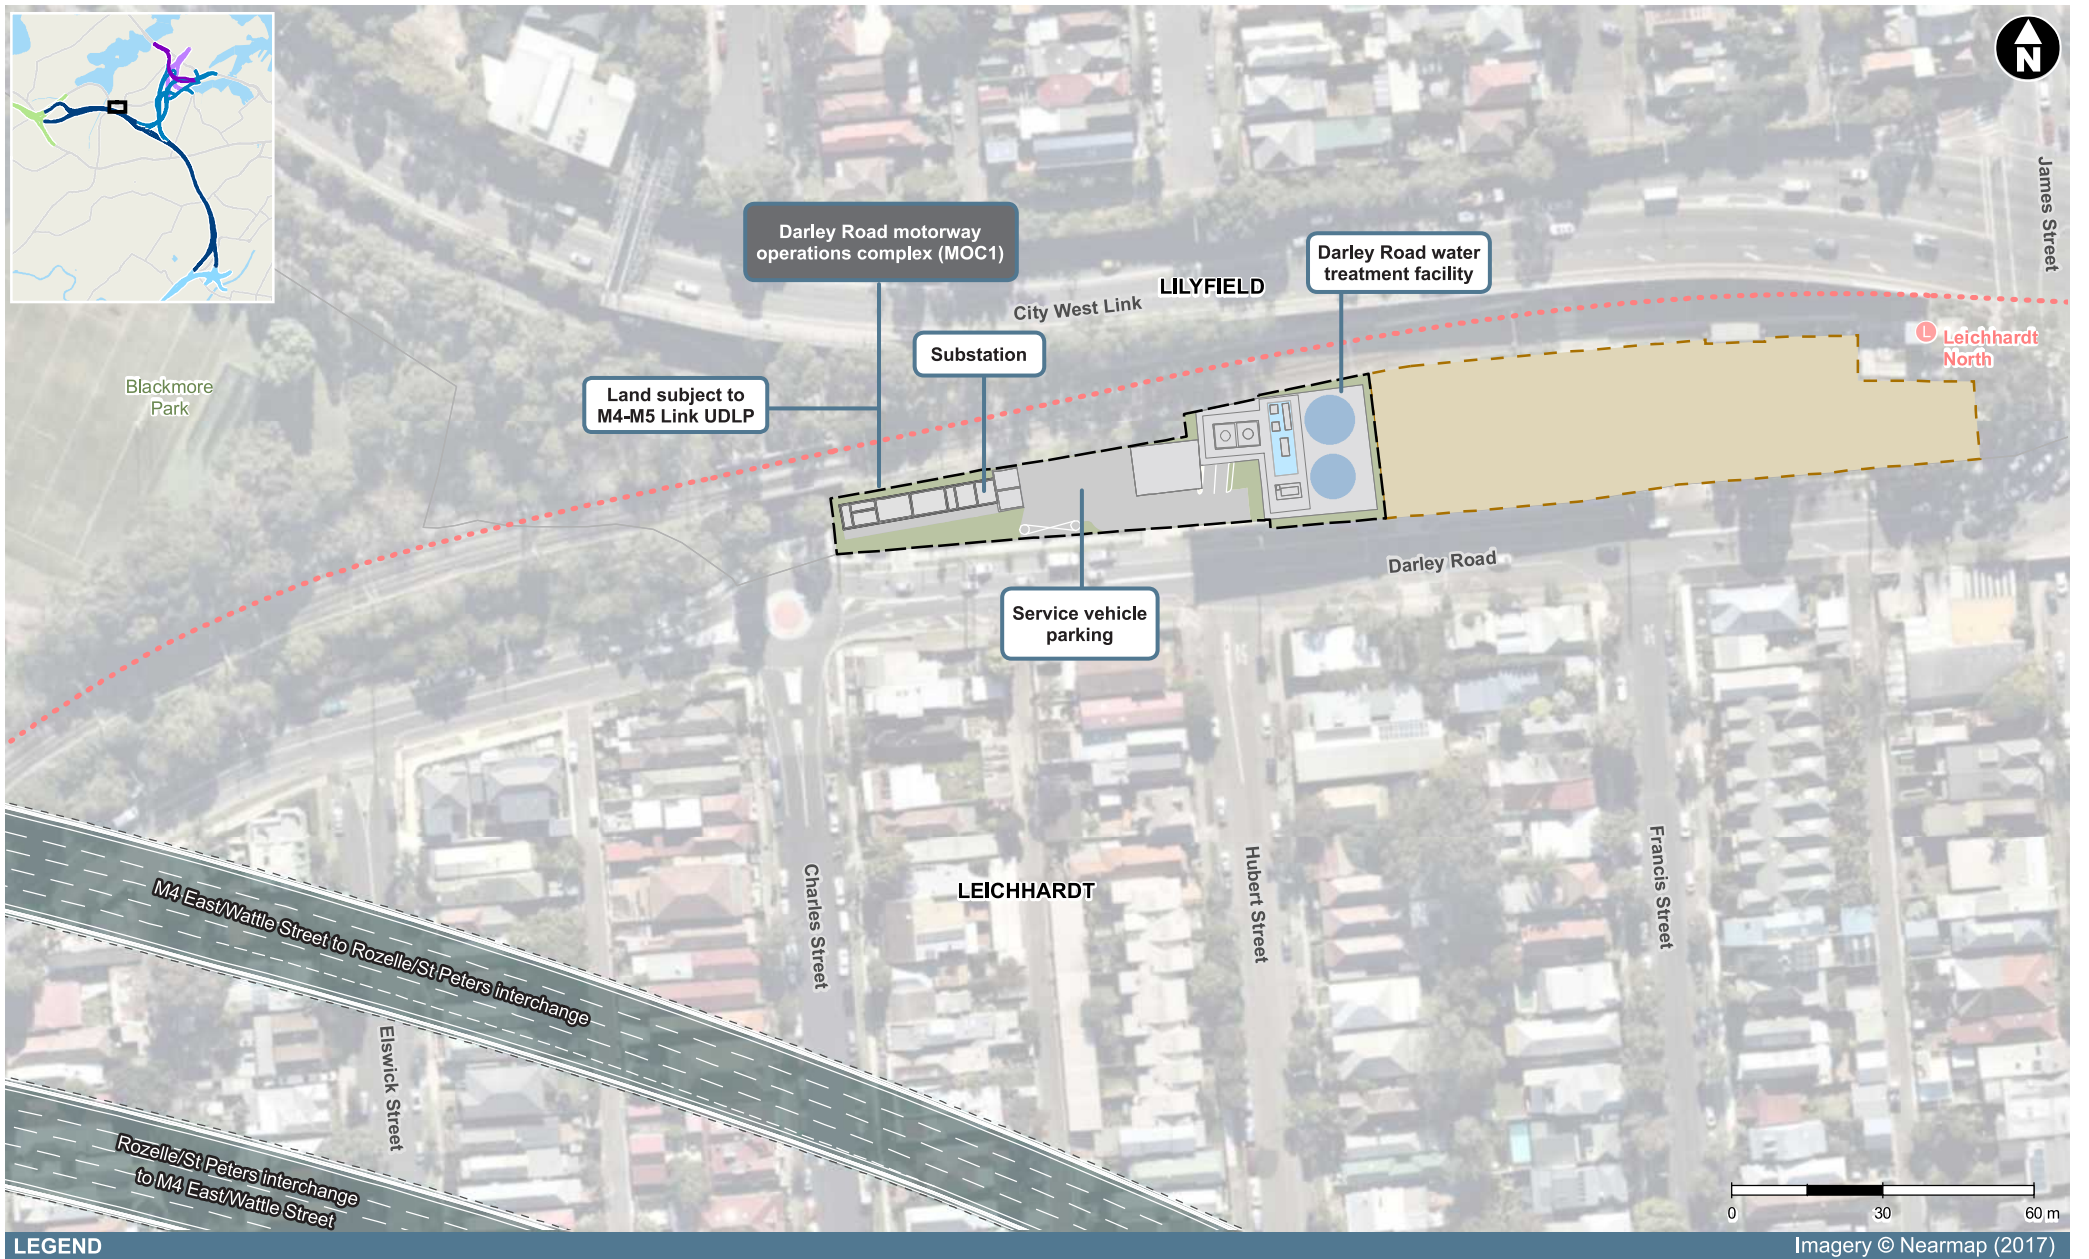 N
James Street
Darley Road motorway
operations complex (MOC1)
Darley Road water
treatment facility
LILYFIELD
City West Link
Substation
L
Leichhardt
North
Land subject to
M4-M5 Link UDLP
Blackmore
Park
Darley Road
Service vehicle
parking
M4 East/Wattle Street to Rozelle/St Peters interchange
Charles Street
LEICHHARDT
Hubert Street
Francis Street
Elswick Street
Rozelle/St Peters interchange
to M4 East/Wattle Street
0 30 60 m
LEGEND
Imagery © Nearmap (2017)